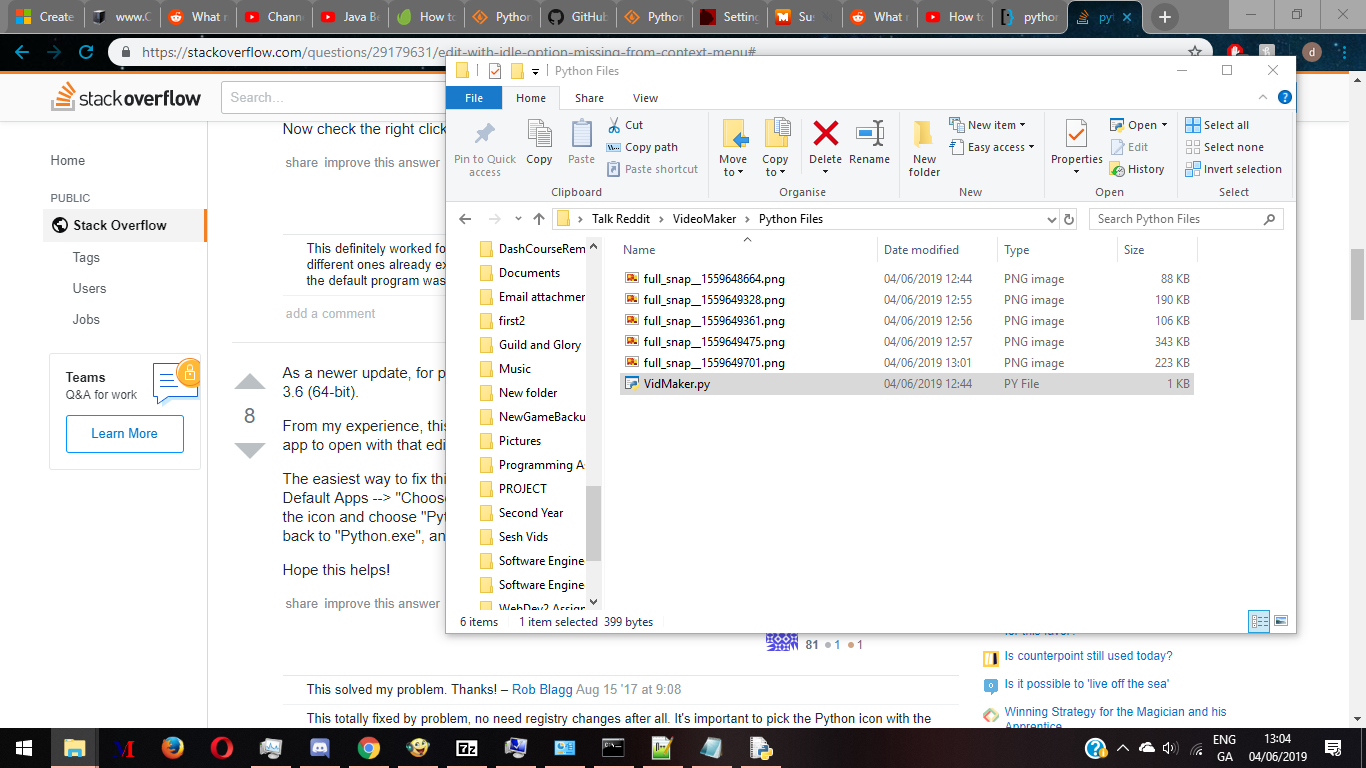 Create
www.C
What r
Chann
Java Be
How to
Python
GitHub
Python
Setting
Sus
What r
How to
python
pyt
https://stackoverflow.com/questions/29179631/edit-with-idle-option-missing-from-context-menu#
d
stackoverflow
Search...
Home
PUBLIC
Stack Overflow
Tags
Users
Jobs
Teams
Q&A for work
Learn More
Now check the right click
share improve this answer
This definitely worked fo
different ones already ex
the default program was
add a comment
8
As a newer update, for p
3.6 (64-bit).
From my experience, this
app to open with that edi
The easiest way to fix thi
Default Apps --> "Choose
the icon and choose "Pyt
back to "Python.exe", an
Hope this helps!
share improve this answer
81 1 1
This solved my problem. Thanks! – Rob Blagg Aug 15 '17 at 9:08
This totally fixed by problem, no need registry changes after all. It's important to pick the Python icon with the
for this favor?
Is counterpoint still used today?
Is it possible to 'live off the sea'
Winning Strategy for the Magician and his
Apprentice
Python Files
File Home Share View
Pin to Quick access
Copy
Paste
Cut
Copy path
Paste shortcut
Clipboard
Move to
Copy to
Delete
Rename
Organise
New folder
New item
Easy access
New
Properties
Open
Edit
History
Open
Select all
Select none
Invert selection
Select
Talk Reddit > VideoMaker > Python Files
Search Python Files
DashCourseRem
Documents
Email attachmen
first2
Guild and Glory
Music
New folder
NewGameBacku
Pictures
Programming A
PROJECT
Second Year
Sesh Vids
Software Engine
Software Engine
WebDev2 Assign
Name Date modified Type Size
full_snap__1559648664.png 04/06/2019 12:44 PNG image 88 KB
full_snap__1559649328.png 04/06/2019 12:55 PNG image 190 KB
full_snap__1559649361.png 04/06/2019 12:56 PNG image 106 KB
full_snap__1559649475.png 04/06/2019 12:57 PNG image 343 KB
full_snap__1559649701.png 04/06/2019 13:01 PNG image 223 KB
VidMaker.py 04/06/2019 12:44 PY File 1 KB
6 items 1 item selected 399 bytes
ENG
GA
13:04
04/06/2019